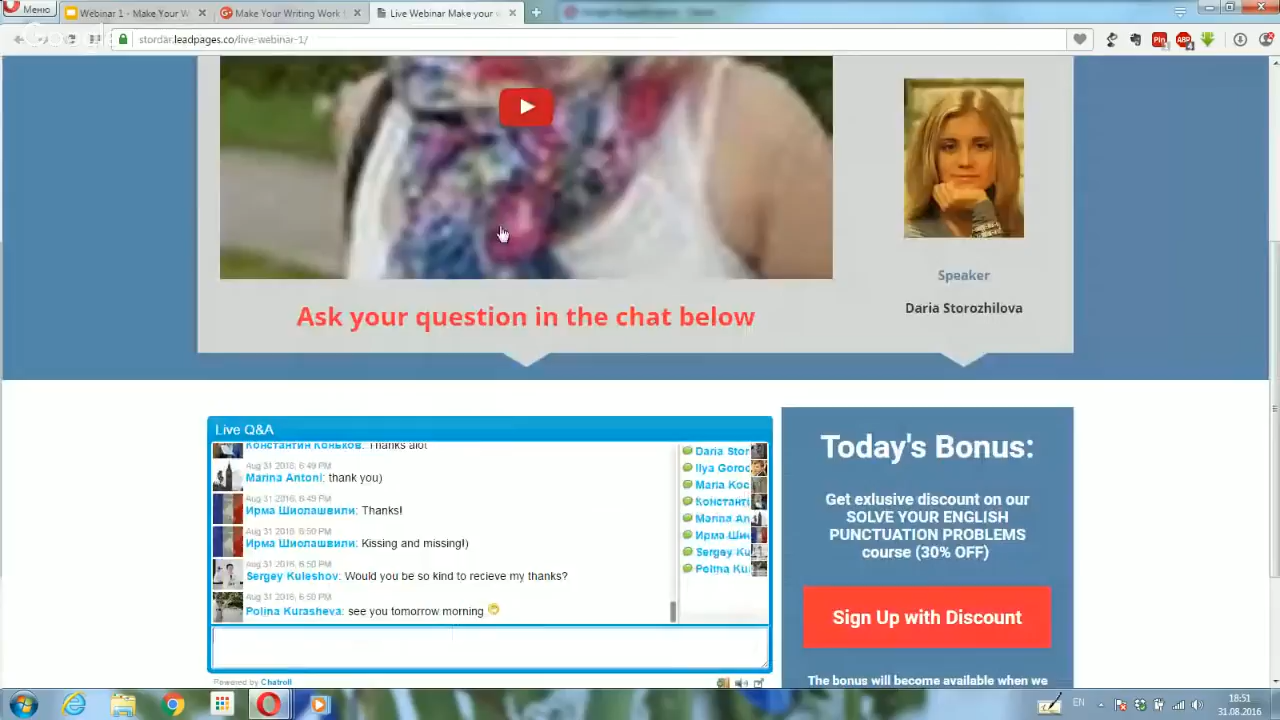 Меню
Webinar 1 - Make Your W
Make Your Writing Work
Live Webinar Make your
stordar.leadpages.co/live-webinar-1/
Speaker
Daria Storozhilova
Ask your question in the chat below
Live Q&A
Константин Коньков: Thanks alot
Aug 31 2016, 6:49 PM
Marina Antoni: thank you)
Aug 31 2016, 6:49 PM
Ирма Шиолашвили: Thanks!
Aug 31 2016, 6:50 PM
Ирма Шиолашвили: Kissing and missing!)
Aug 31 2016, 6:50 PM
Sergey Kuleshov: Would you be so kind to recieve my thanks?
Aug 31 2016, 6:50 PM
Polina Kurasheva: see you tomorrow morning
Daria Stor
Ilya Goroc
Maria Koc
Констант
Marina An
Ирма Ши
Sergey Ku
Polina Ku
Powered by Chatroll
Today's Bonus:
Get exlusive discount on our
SOLVE YOUR ENGLISH
PUNCTUATION PROBLEMS
course (30% OFF)
Sign Up with Discount
The bonus will become available when we
EN
18:51
31.08.2016